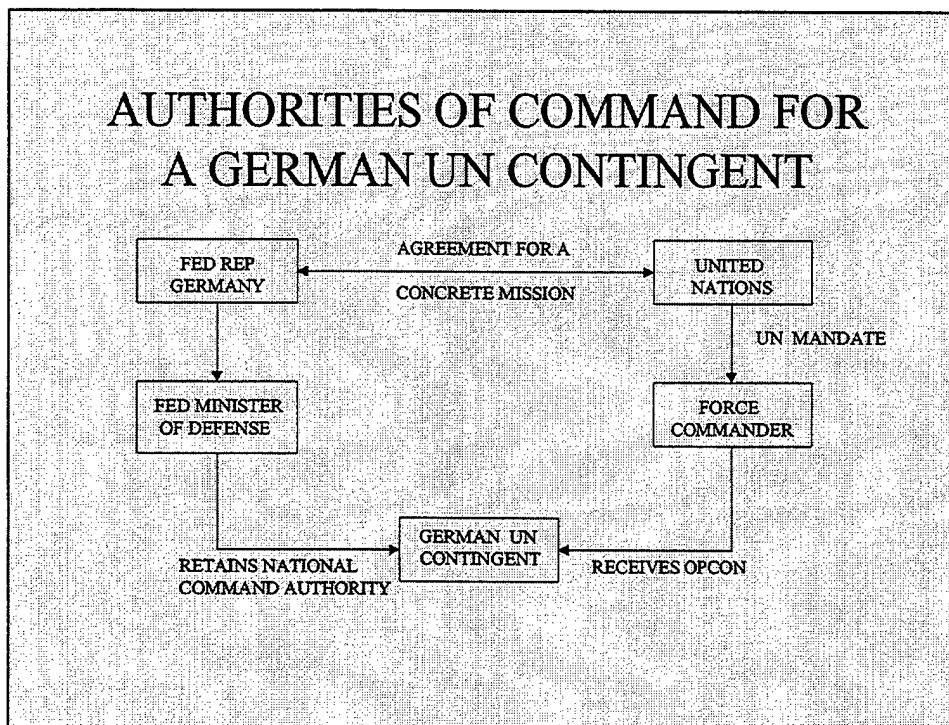 AUTHORITIES OF COMMAND FOR
A GERMAN UN CONTINGENT
FED REP
GERMANY
AGREEMENT FOR A
CONCRETE MISSION
UNITED
NATIONS
UN MANDATE
FED MINISTER
OF DEFENSE
FORCE
COMMANDER
GERMAN UN
CONTINGENT
RETAINS NATIONAL
COMMAND AUTHORITY
RECEIVES OPCON